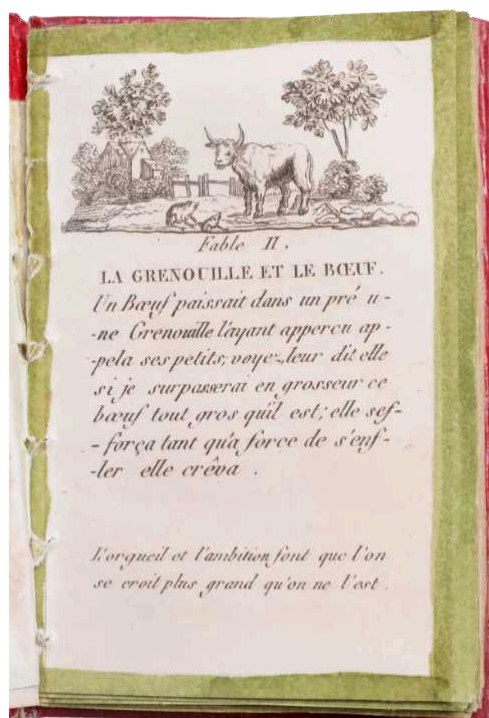 Fable II.
LA GRENOUILLE ET LE BŒUF.
Un Bœuf paissait dans un pré u-
-ne Grenouille l'ayant appercu ap-
-pela ses petits; voyez, leur dit elle
si je surpasserai en grosseur ce
bœuf tout gros qu'il est; elle s'ef-
-força tant qu'a force de s'enf-
-ler elle crêva.
L'orgueil et l'ambition font que l'on
se croit plus grand qu'on ne l'est.